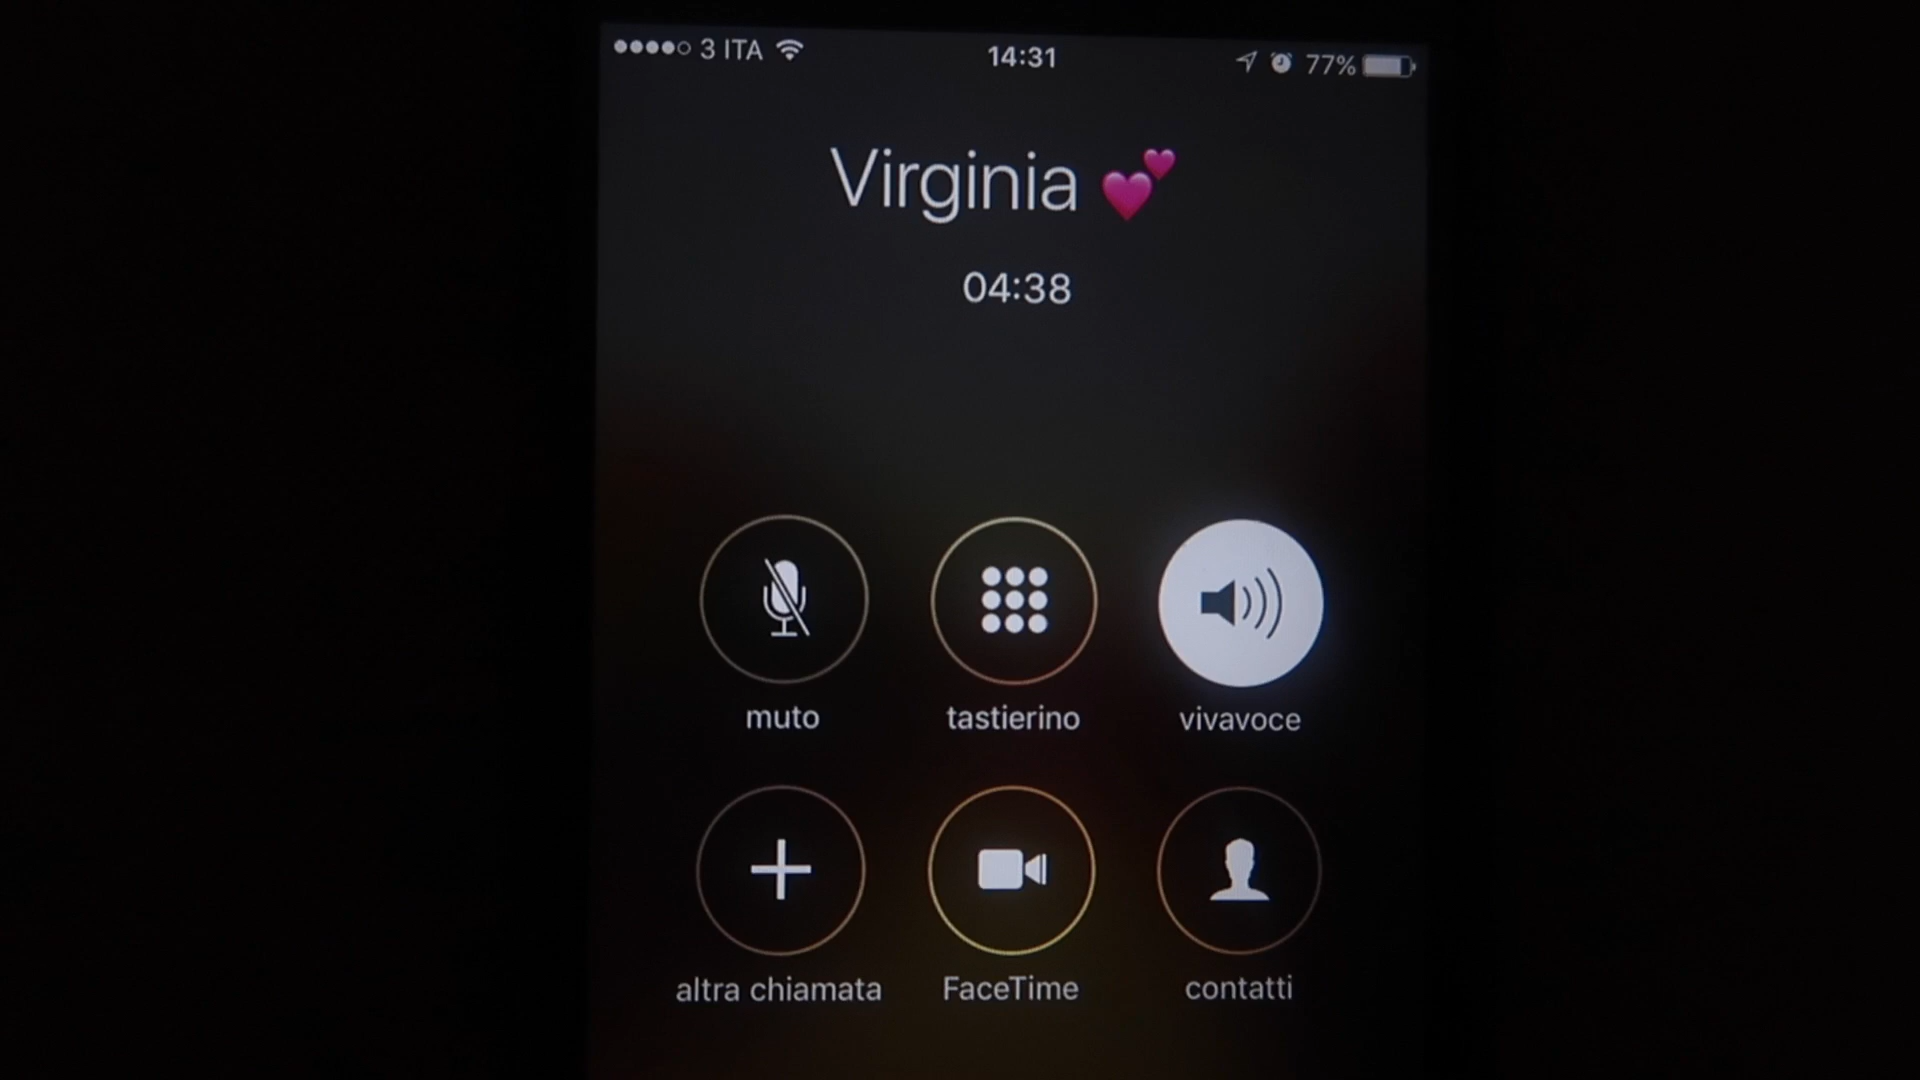 3 ITA 14:31 77%
Virginia 💕
04:38
muto tastierino vivavoce
altra chiamata FaceTime contatti